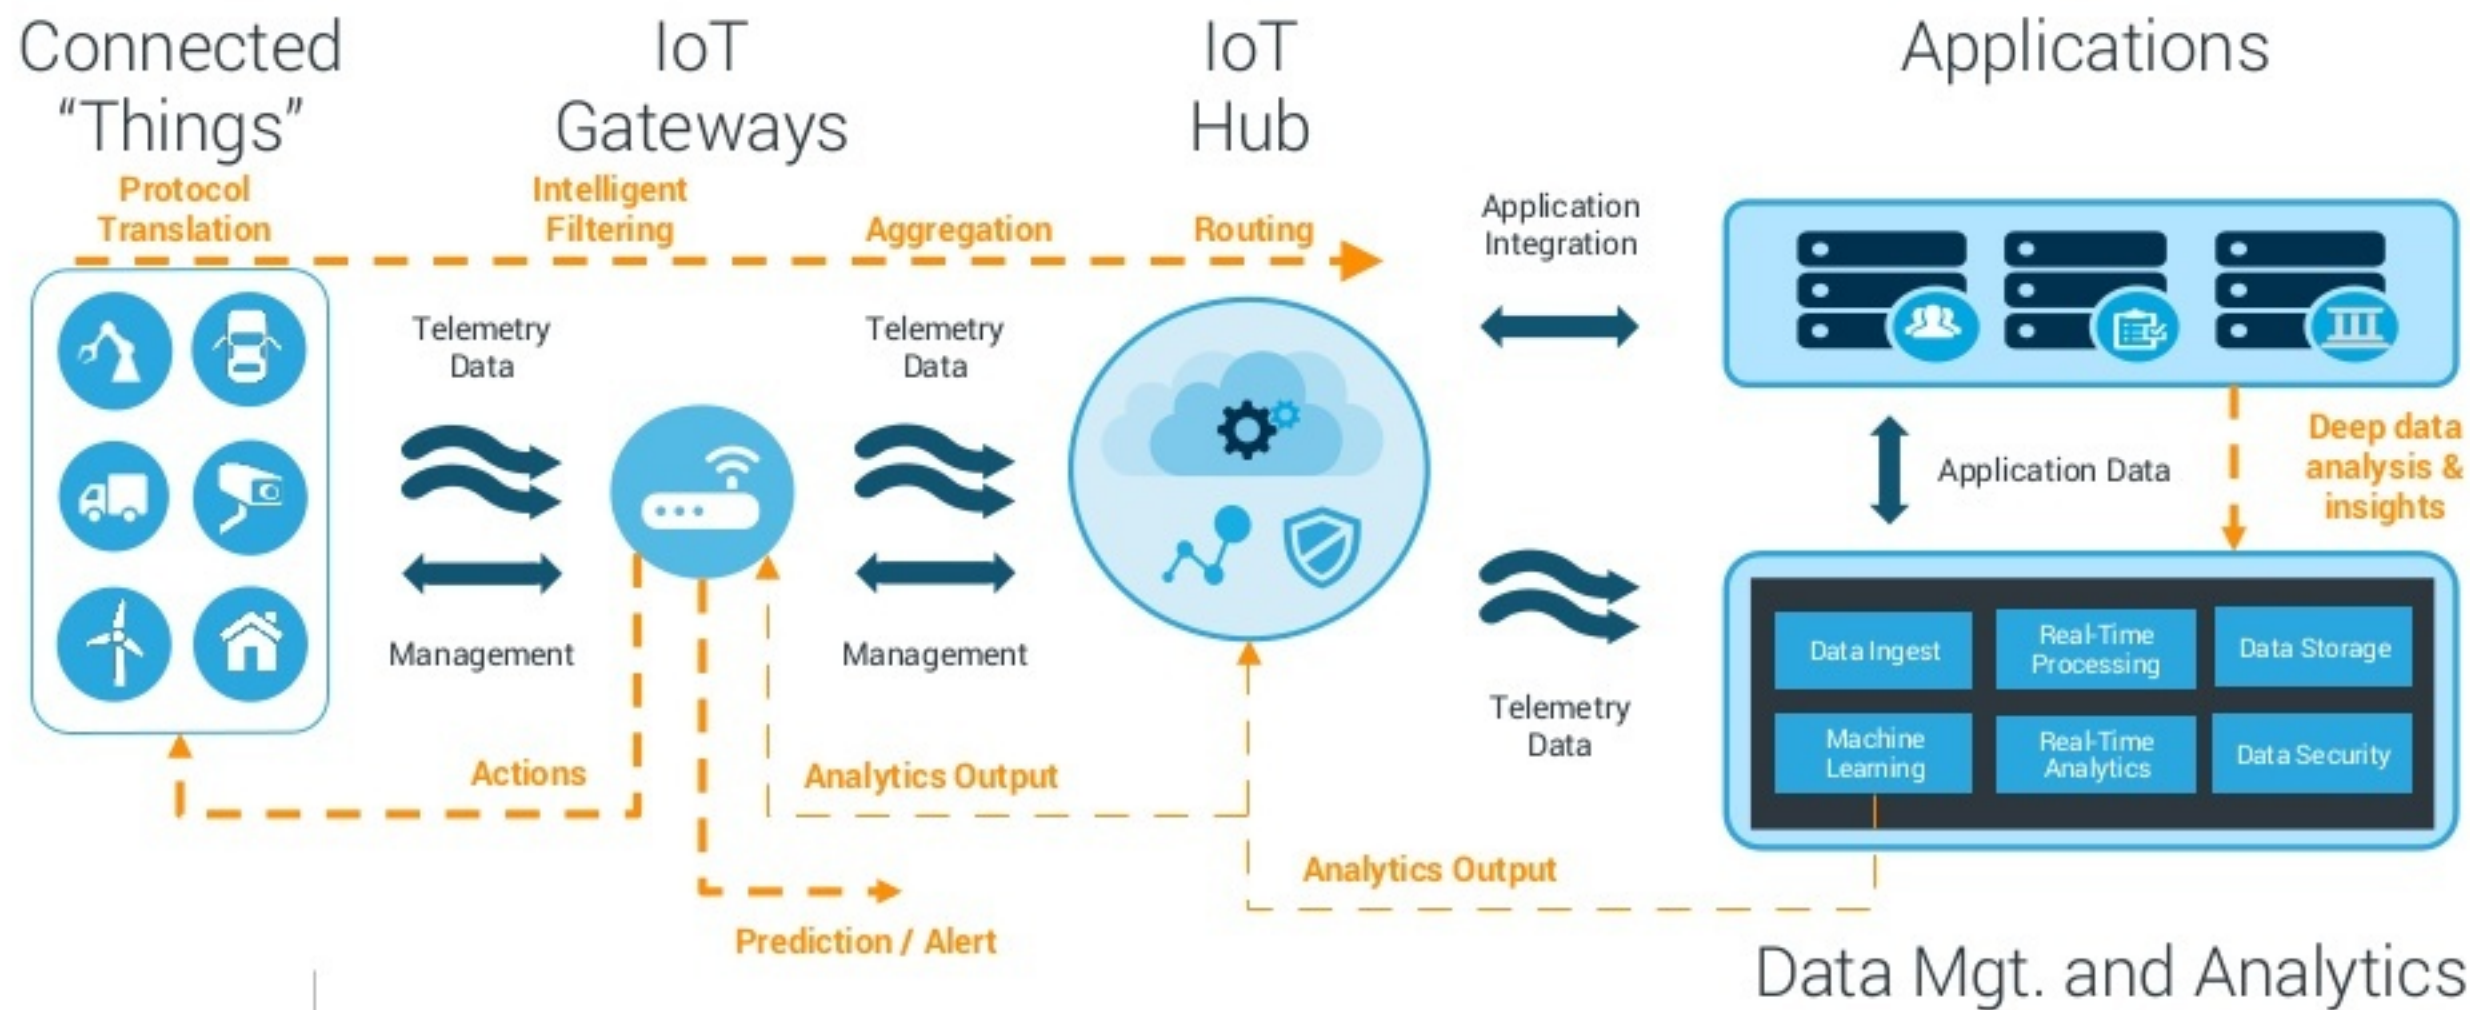 Connected
“Things”
IoT
Gateways
IoT
Hub
Applications
Protocol
Translation
Intelligent
Filtering
Aggregation
Routing
Application
Integration
Telemetry
Data
Telemetry
Data
Deep data
analysis &
insights
Application Data
Management
Management
Telemetry
Data
Data Ingest
Real-Time
Processing
Data Storage
Machine
Learning
Real-Time
Analytics
Data Security
Actions
Analytics Output
Analytics Output
Prediction / Alert
Data Mgt. and Analytics